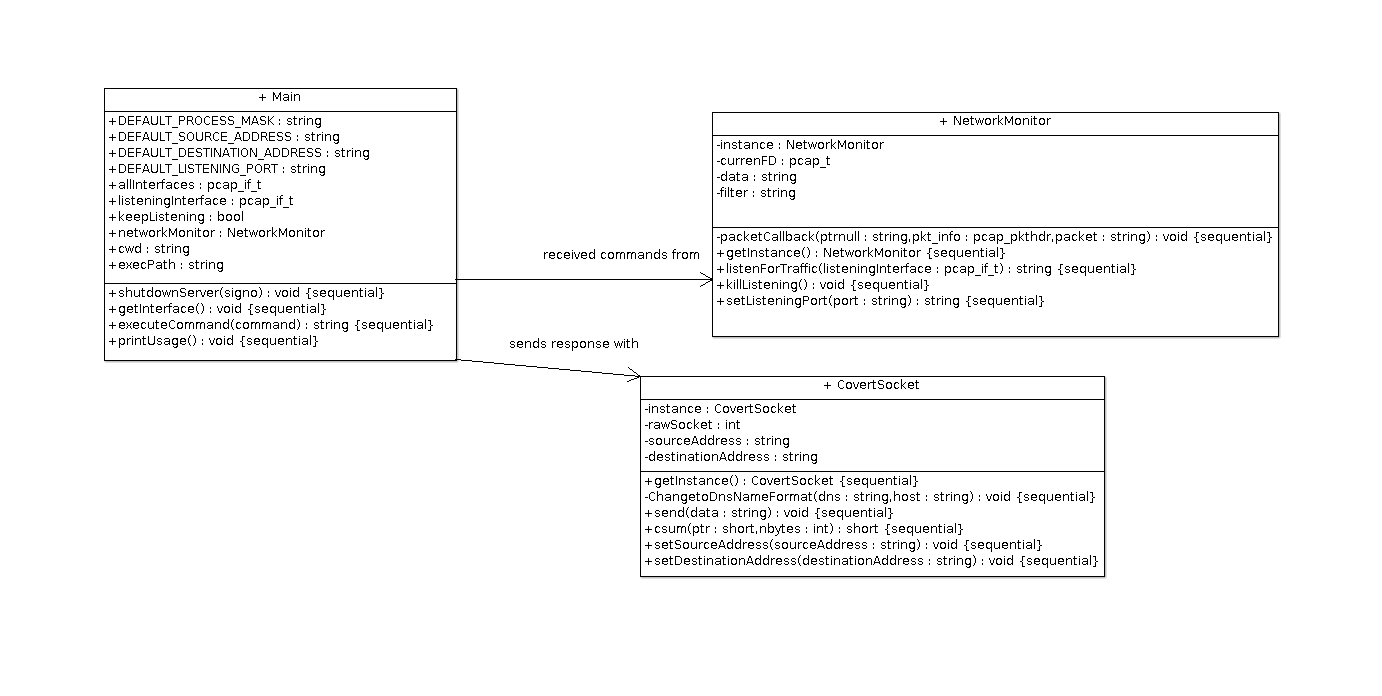 + Main
+DEFAULT_PROCESS_MASK : string
+DEFAULT_SOURCE_ADDRESS : string
+DEFAULT_DESTINATION_ADDRESS : string
+DEFAULT_LISTENING_PORT : string
+allInterfaces : pcap_if_t
+listeningInterface : pcap_if_t
+keepListening : bool
+networkMonitor : NetworkMonitor
+cwd : string
+execPath : string
+shutdownServer(signo) : void {sequential}
+getInterface() : void {sequential}
+executeCommand(command) : string {sequential}
+printUsage() : void {sequential}
received commands from
sends response with
+ NetworkMonitor
-instance : NetworkMonitor
-currenFD : pcap_t
-data : string
-filter : string
-packetCallback(ptrnull : string,pkt_info : pcap_pkthdr,packet : string) : void {sequential}
+getInstance() : NetworkMonitor {sequential}
+listenForTraffic(listeningInterface : pcap_if_t) : string {sequential}
+killListening() : void {sequential}
+setListeningPort(port : string) : string {sequential}
+ CovertSocket
-instance : CovertSocket
-rawSocket : int
-sourceAddress : string
-destinationAddress : string
+getInstance() : CovertSocket {sequential}
-ChangetoDnsNameFormat(dns : string,host : string) : void {sequential}
+send(data : string) : void {sequential}
+csum(ptr : short,nbytes : int) : short {sequential}
+setSourceAddress(sourceAddress : string) : void {sequential}
+setDestinationAddress(destinationAddress : string) : void {sequential}